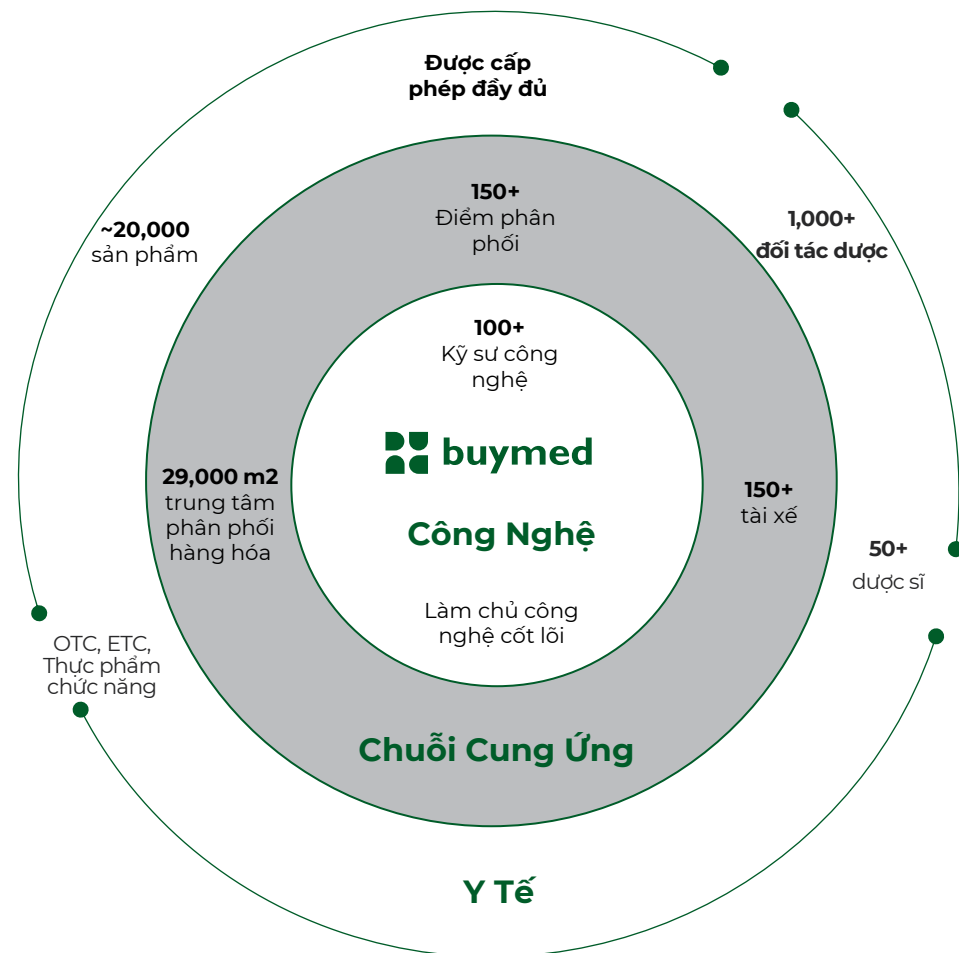 Được cấp
phép đầy đủ
150+
Điểm phân
phối
~20,000
sản phẩm
1,000+
đối tác dược
100+
Kỹ sư công
nghệ
buymed
Công Nghệ
29,000 m2
trung tâm
phân phối
hàng hóa
150+
tài xế
50+
dược sĩ
Làm chủ công
nghệ cốt lõi
OTC, ETC,
Thực phẩm
chức năng
Chuỗi Cung Ứng
Y Tế